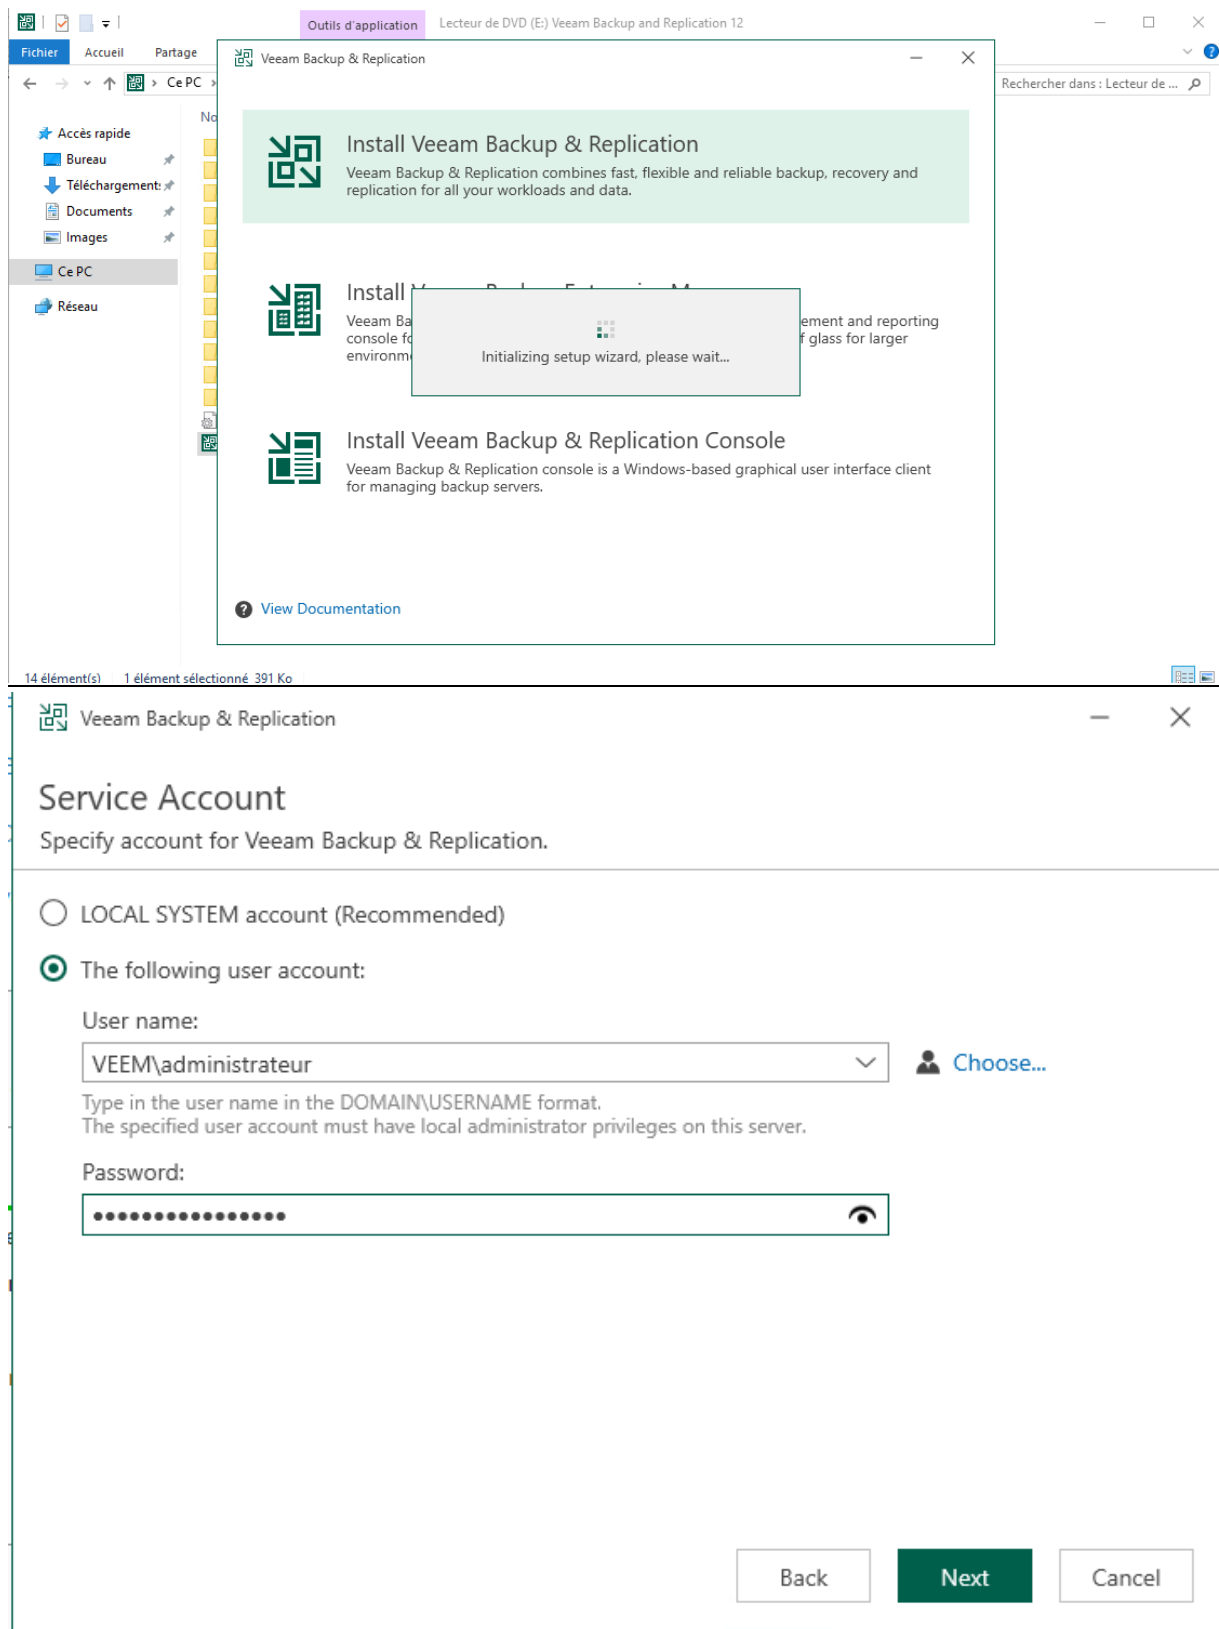 Outils d'application Lecteur de DVD (E:) Veeam Backup and Replication 12
Fichier Accueil Partage
Ce PC
Rechercher dans : Lecteur de ...
Accès rapide
Bureau
Téléchargement
Documents
Images
Ce PC
Réseau
Veeam Backup & Replication
Install Veeam Backup & Replication
Veeam Backup & Replication combines fast, flexible and reliable backup, recovery and
replication for all your workloads and data.
Install
Veeam Ba ement and reporting
console f glass for larger
environm
Initializing setup wizard, please wait...
Install Veeam Backup & Replication Console
Veeam Backup & Replication console is a Windows-based graphical user interface client
for managing backup servers.
? View Documentation
14 élément(s) 1 élément sélectionné 391 Ko
Veeam Backup & Replication
Service Account
Specify account for Veeam Backup & Replication.
LOCAL SYSTEM account (Recommended)
The following user account:
User name:
VEEM\administrateur
Choose...
Type in the user name in the DOMAIN\USERNAME format.
The specified user account must have local administrator privileges on this server.
Password:
••••••••••••••••
Back Next Cancel